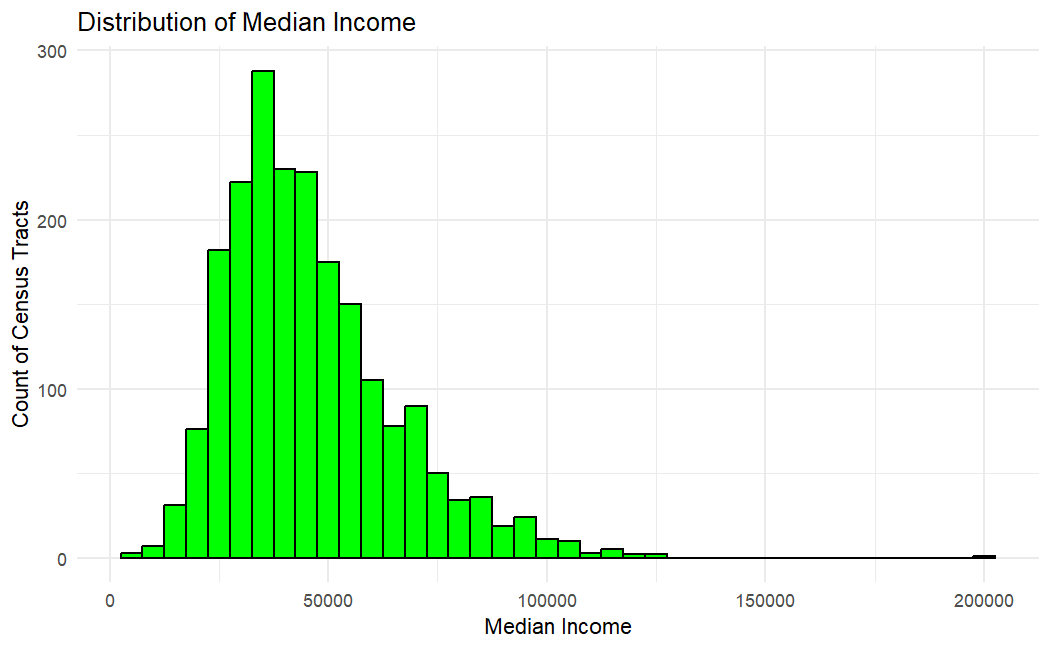 Distribution of Median Income
300
200
100
0
Count of Census Tracts
0 50000 100000 150000 200000
Median Income